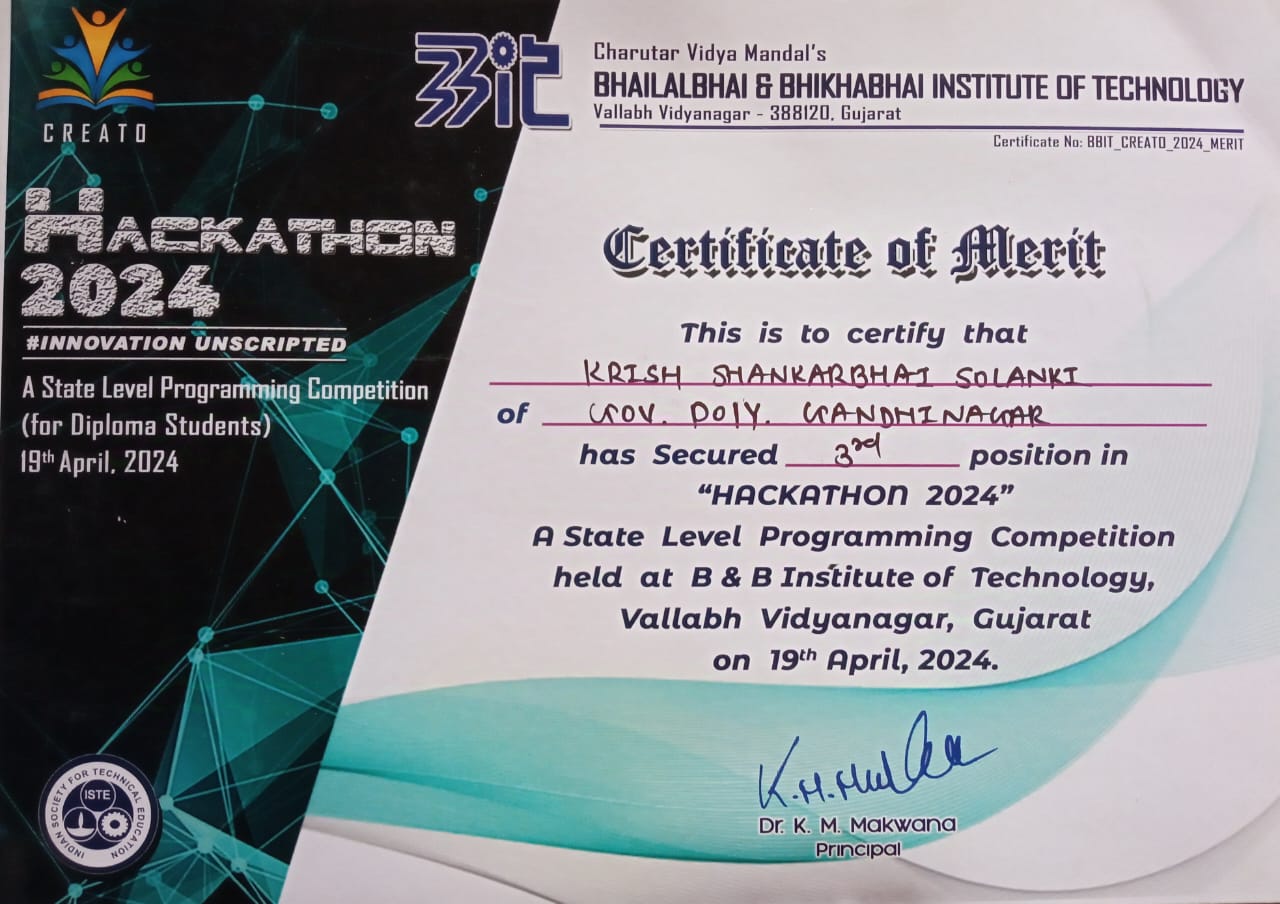 CREATO
HACKATHON
2024
#INNOVATION UNSCRIPTED
A State Level Programming Competition
(for Diploma Students)
19th April, 2024
INDIAN SOCIETY FOR TECHNICAL EDUCATION
ISTE
BBiT
Charutar Vidya Mandal's
BHAILALBHAI & BHIKHABHAI INSTITUTE OF TECHNOLOGY
Vallabh Vidyanagar - 388120, Gujarat
Certificate No: BBIT_CREATO_2024_MERIT
Certificate of Merit
This is to certify that
KRISH SHANKARBHAI SOLANKI
of GOV. POLY. GANDHINAGAR
has Secured 3rd position in
“HACKATHON 2024”
A State Level Programming Competition
held at B & B Institute of Technology,
Vallabh Vidyanagar, Gujarat
on 19th April, 2024.
Dr. K. M. Makwana
Principal